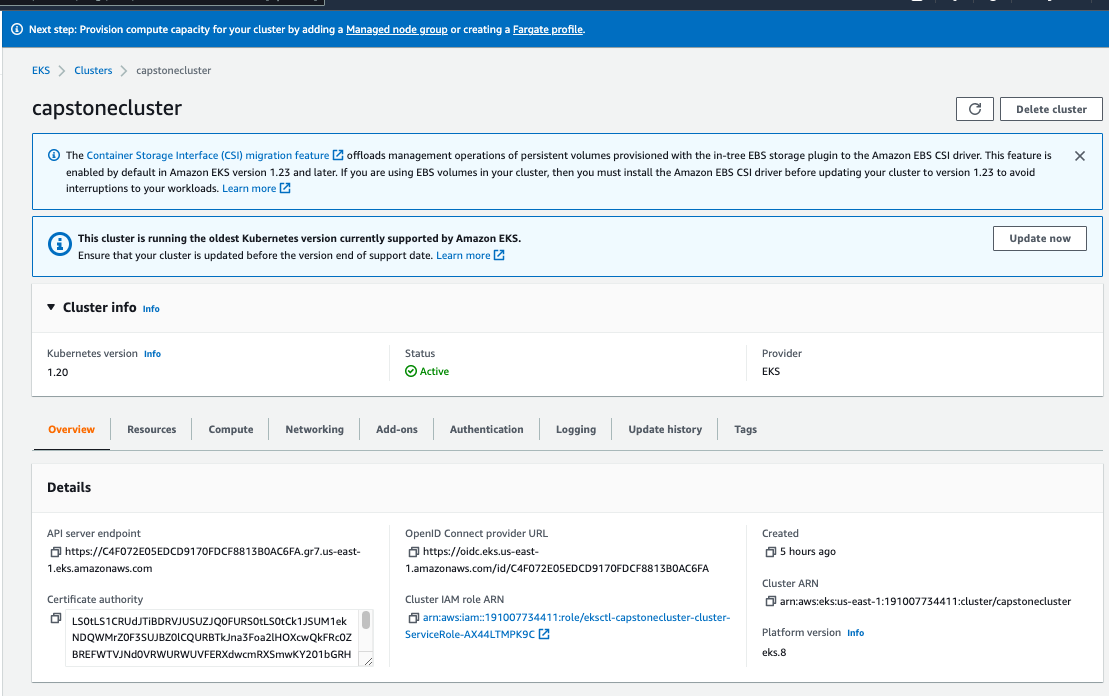 Next step: Provision compute capacity for your cluster by adding a Managed node group or creating a Fargate profile.
EKS
Clusters
capstonecluster
capstonecluster
Delete cluster
The Container Storage Interface (CSI) migration feature offloads management operations of persistent volumes provisioned with the in-tree EBS storage plugin to the Amazon EBS CSI driver. This feature is
enabled by default in Amazon EKS version 1.23 and later. If you are using EBS volumes in your cluster, then you must install the Amazon EBS CSI driver before updating your cluster to version 1.23 to avoid
interruptions to your workloads. Learn more
This cluster is running the oldest Kubernetes version currently supported by Amazon EKS.
Ensure that your cluster is updated before the version end of support date. Learn more
Update now
Cluster info Info
Kubernetes version Info
1.20
Status
Active
Provider
EKS
Overview
Resources
Compute
Networking
Add-ons
Authentication
Logging
Update history
Tags
Details
API server endpoint
https://C4F072E05EDCD9170FDCF8813B0AC6FA.gr7.us-east-
1.eks.amazonaws.com
Certificate authority
LS0tLS1CRUdJTiBDRVJUSUZJQ0FURS0tLS0tCk1JSUM1ek
NDQWMrZ0F3SUJBZ0lCQURBTkJna3Foa2lHOXcwQkFRc0Z
BREFWTVJNd0VRWURWUVFERXdwcmRXSmwKY201bGRH
OpenID Connect provider URL
https://oidc.eks.us-east-
1.amazonaws.com/id/C4F072E05EDCD9170FDCF8813B0AC6FA
Cluster IAM role ARN
arn:aws:iam::191007734411:role/eksctl-capstonecluster-cluster-
ServiceRole-AX44LTMPK9C
Created
5 hours ago
Cluster ARN
arn:aws:eks:us-east-1:191007734411:cluster/capstonecluster
Platform version Info
eks.8